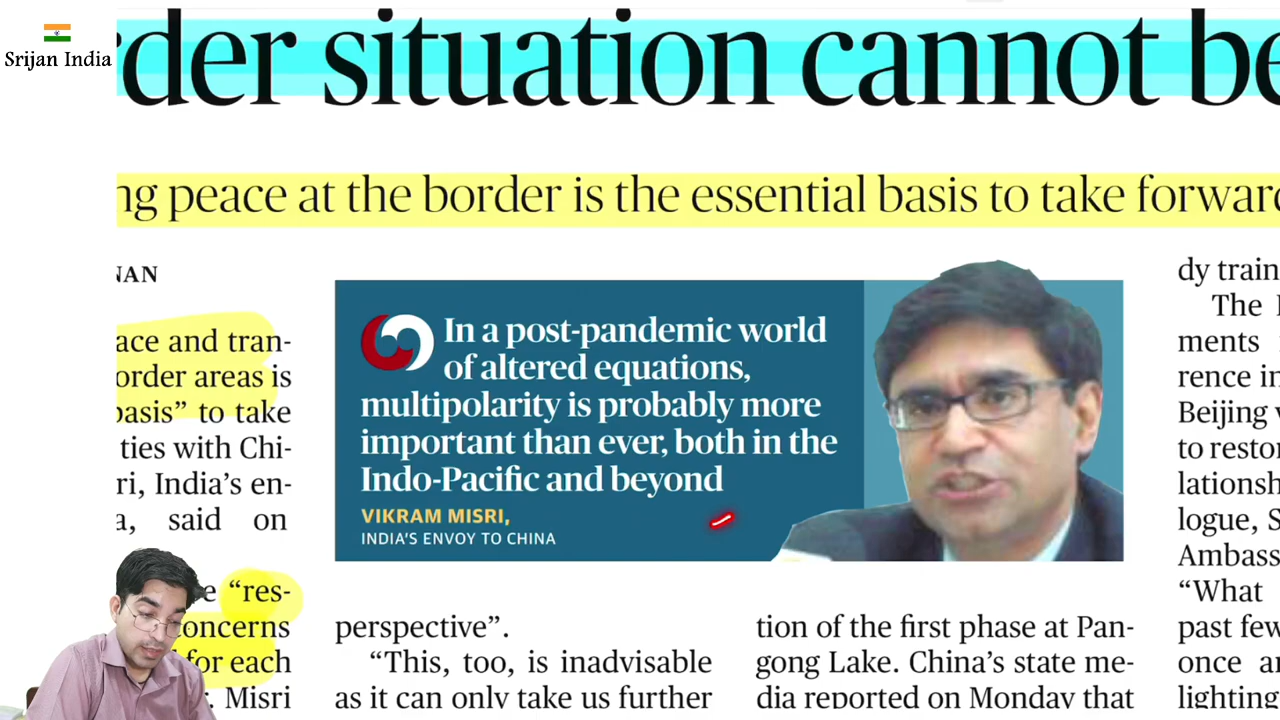 Srijan India
der situation cannot be
ng peace at the border is the essential basis to take forward
NAN
ace and tran-
order areas is
basis” to take
ties with Chi-
ri, India’s en-
a, said on
e “res-
concerns
for each
. Misri
In a post-pandemic world
of altered equations,
multipolarity is probably more
important than ever, both in the
Indo-Pacific and beyond
VIKRAM MISRI,
INDIA’S ENVOY TO CHINA
perspective”.
“This, too, is inadvisable
as it can only take us further
tion of the first phase at Pan-
gong Lake. China’s state me-
dia reported on Monday that
dy train
The
ments
rence in
Beijing
to restor
lationsh
logue, S
Ambass
“What
past few
once a
lighting